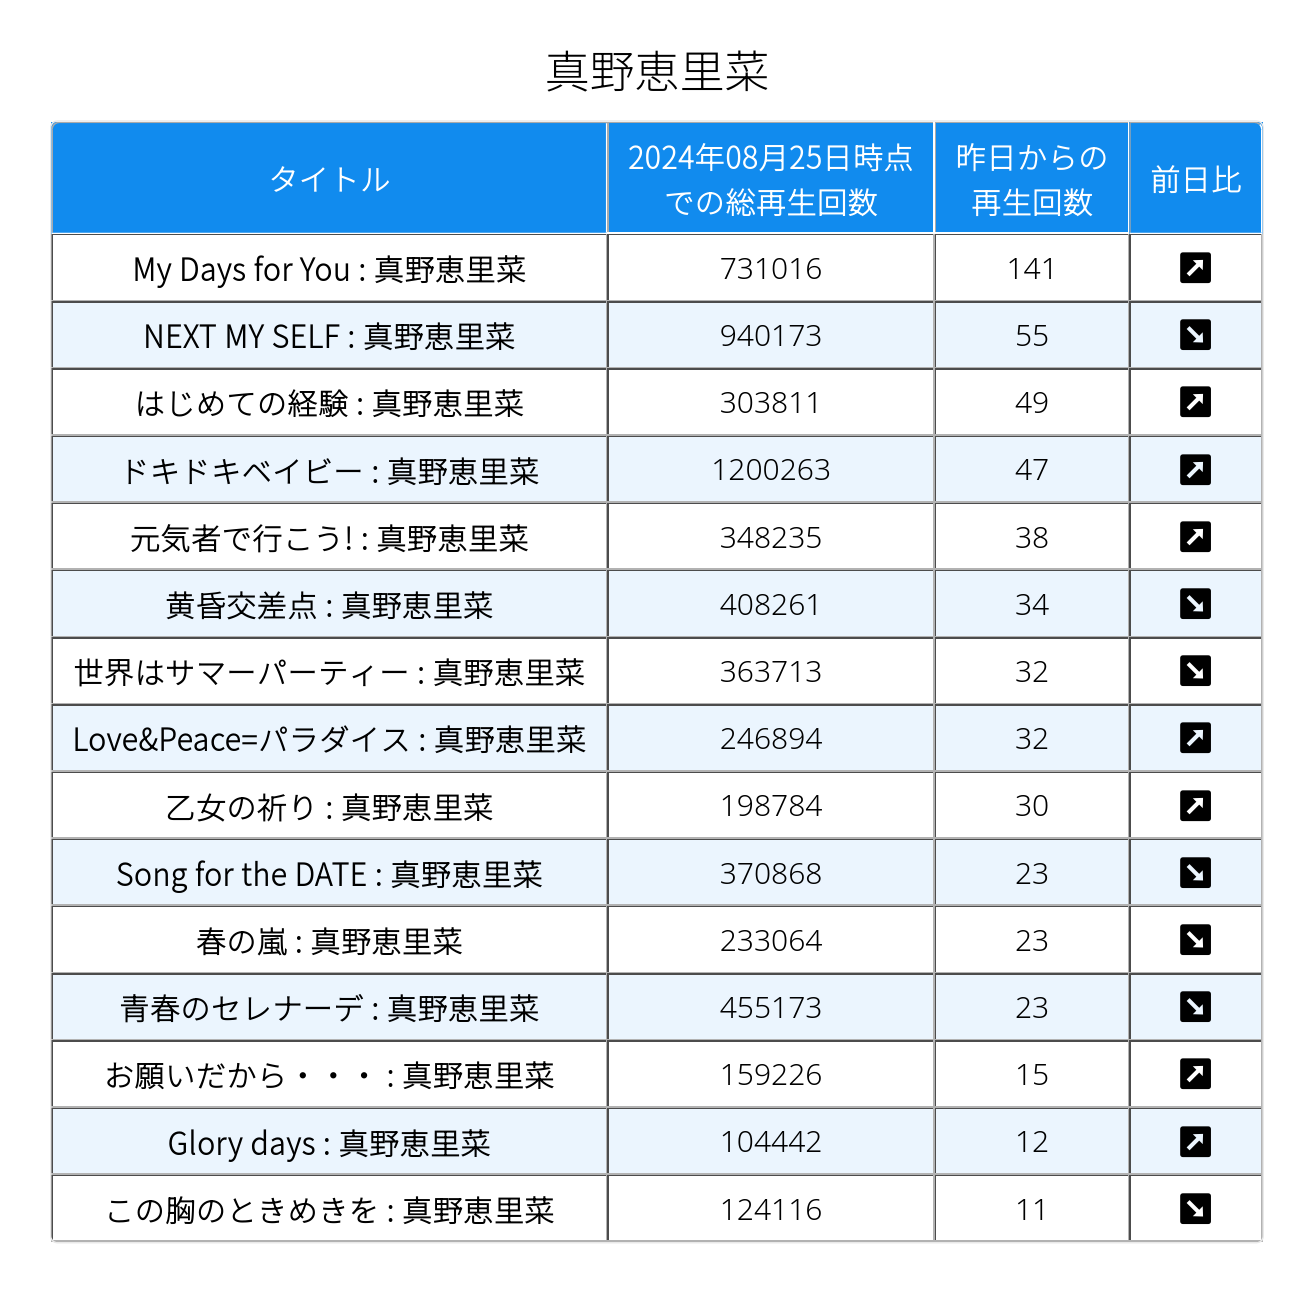 真野恵里菜
タイトル 2024年08月25日時点での総再生回数 昨日からの再生回数 前日比
My Days for You : 真野恵里菜 731016 141 ↗
NEXT MY SELF : 真野恵里菜 940173 55 ↘
はじめての経験 : 真野恵里菜 303811 49 ↗
ドキドキベイビー : 真野恵里菜 1200263 47 ↗
元気者で行こう! : 真野恵里菜 348235 38 ↗
黄昏交差点 : 真野恵里菜 408261 34 ↘
世界はサマーパーティー : 真野恵里菜 363713 32 ↘
Love&Peace=パラダイス : 真野恵里菜 246894 32 ↗
乙女の祈り : 真野恵里菜 198784 30 ↗
Song for the DATE : 真野恵里菜 370868 23 ↘
春の嵐 : 真野恵里菜 233064 23 ↘
青春のセレナーデ : 真野恵里菜 455173 23 ↘
お願いだから・・・ : 真野恵里菜 159226 15 ↗
Glory days : 真野恵里菜 104442 12 ↗
この胸のときめきを : 真野恵里菜 124116 11 ↘